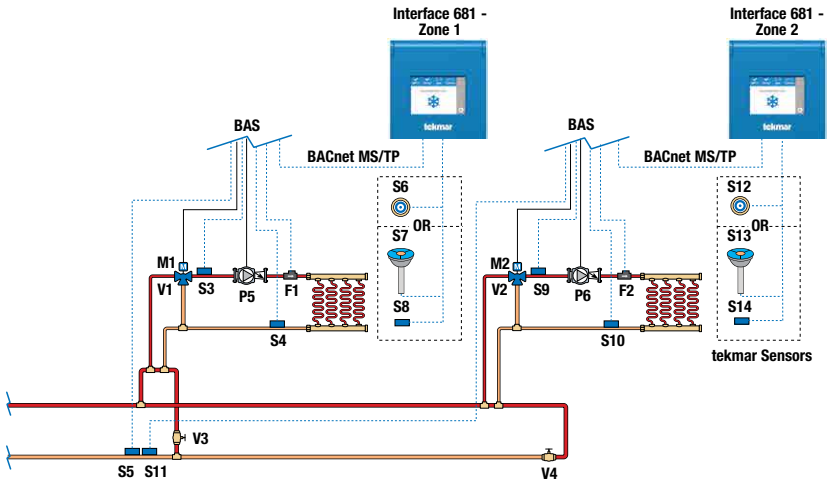 Interface 681 -
Zone 1
Interface 681 -
Zone 2
tekmar
tekmar
BAS
BACnet MS/TP
BAS
BACnet MS/TP
S6
OR
S7
S8
S12
OR
S13
S14
tekmar Sensors
M1
V1
S3
P5
F1
S4
M2
V2
S9
P6
F2
S10
V3
S5
S11
V4